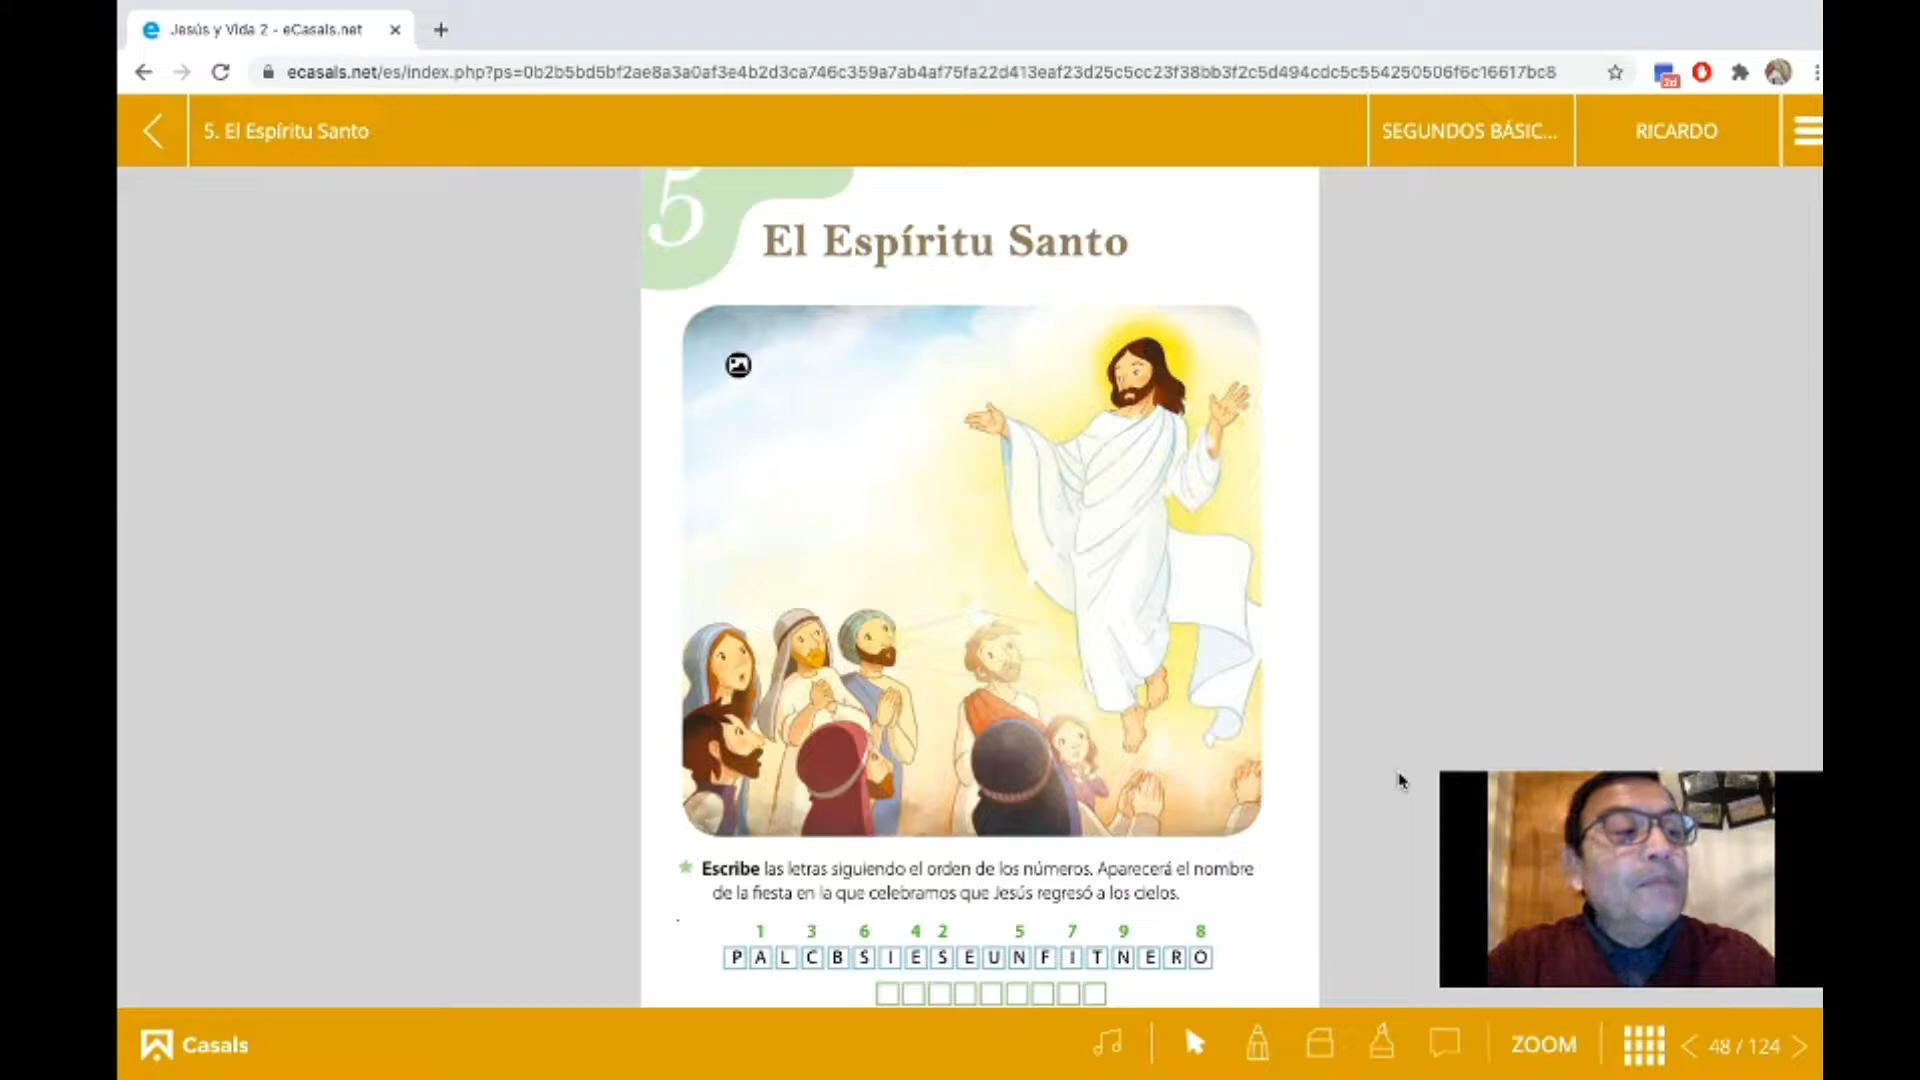 Jesús y Vida 2 - eCasals.net
ecasals.net/es/index.php?ps=0b2b5bd5bf2ae8a3a0af3e4b2d3ca746c359a7ab4af75fa22d413eaf23d25c5cc23f38bb3f2c5d494cdc5c554250506f6c16617bc8
2d
5. El Espíritu Santo
SEGUNDOS BÁSIC...
RICARDO
5
El Espíritu Santo
Escribe las letras siguiendo el orden de los números. Aparecerá el nombre
de la fiesta en la que celebramos que Jesús regresó a los cielos.
1 3 6 4 2 5 7 9 8
P A L C B S I E S E U N F I T N E R O
Casals
ZOOM
48 / 124